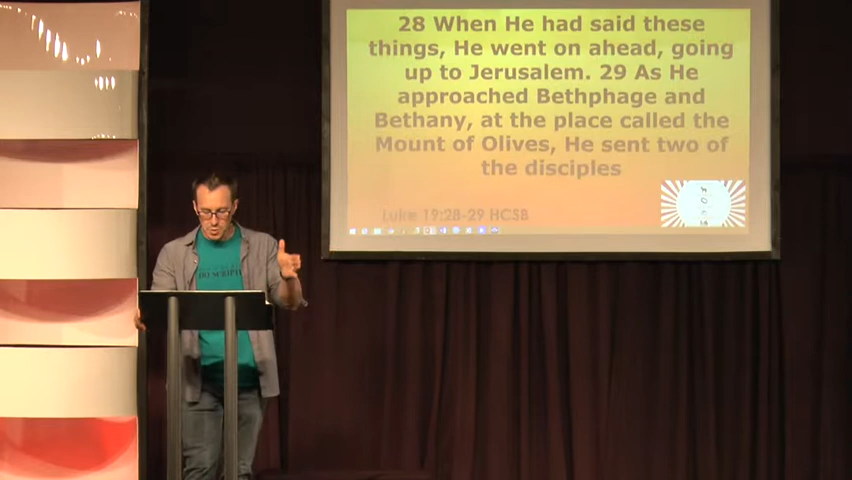 28 When He had said these
things, He went on ahead, going
up to Jerusalem. 29 As He
approached Bethphage and
Bethany, at the place called the
Mount of Olives, He sent two of
the disciples
Luke 19:28-29 HCSB